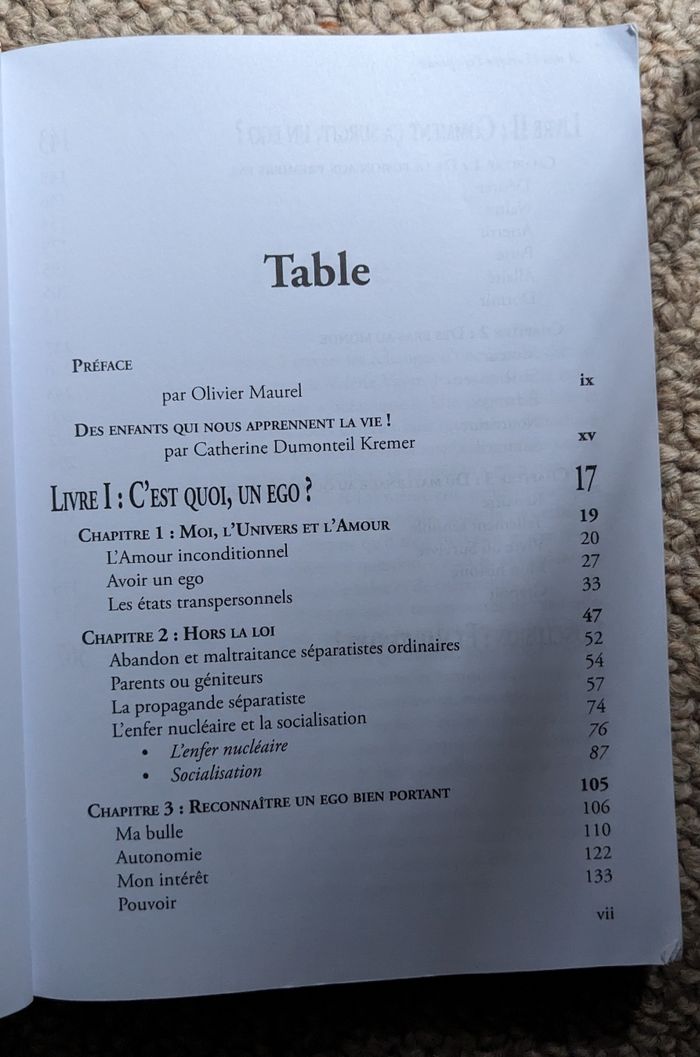 Table
PRÉFACE
par Olivier Maurel ix
DES ENFANTS QUI NOUS APPRENNENT LA VIE !
par Catherine Dumonteil Kremer xv
LIVRE I : C'EST QUOI, UN EGO ? 17
CHAPITRE 1 : MOI, L'UNIVERS ET L'AMOUR 19
L'Amour inconditionnel 20
Avoir un ego 27
Les états transpersonnels 33
CHAPITRE 2 : HORS LA LOI 47
Abandon et maltraitance séparatistes ordinaires 52
Parents ou géniteurs 54
La propagande séparatiste 57
L'enfer nucléaire et la socialisation 74
• L'enfer nucléaire 76
• Socialisation 87
CHAPITRE 3 : RECONNAÎTRE UN EGO BIEN PORTANT 105
Ma bulle 106
Autonomie 110
Mon intérêt 122
Pouvoir 133
vii